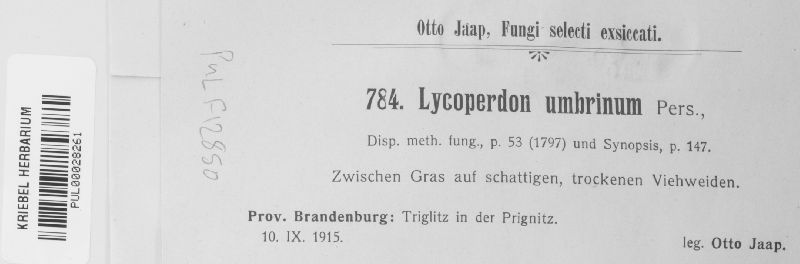 Otto Jaap, Fungi selecti exsiccati.
784. Lycoperdon umbrinum Pers.,
Disp. meth. fung., p. 53 (1797) und Synopsis, p. 147.
Zwischen Gras auf schattigen, trockenen Viehweiden.
Prov. Brandenburg: Triglitz in der Prignitz.
10. IX. 1915.
leg. Otto Jaap.
PUL F12850
KRIEBEL HERBARIUM
PUL00028261